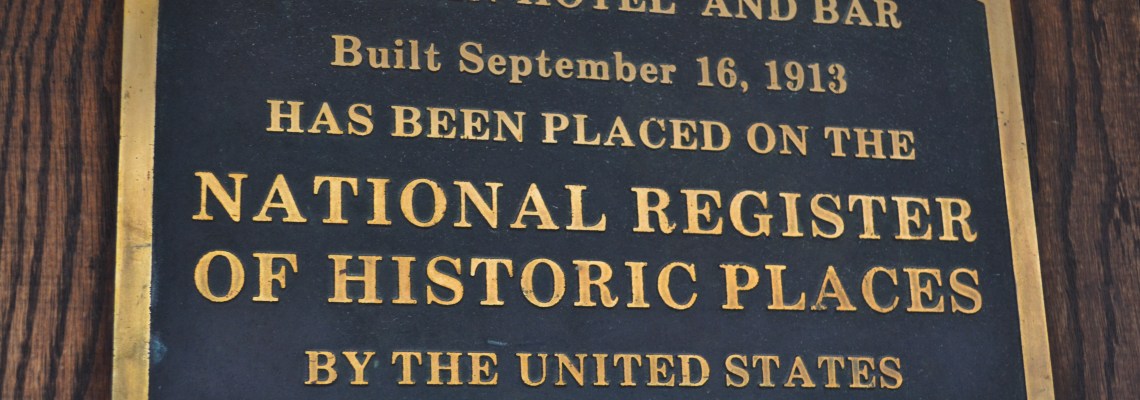 HOTEL AND BAR
Built September 16, 1913
HAS BEEN PLACED ON THE
NATIONAL REGISTER
OF HISTORIC PLACES
BY THE UNITED STATES